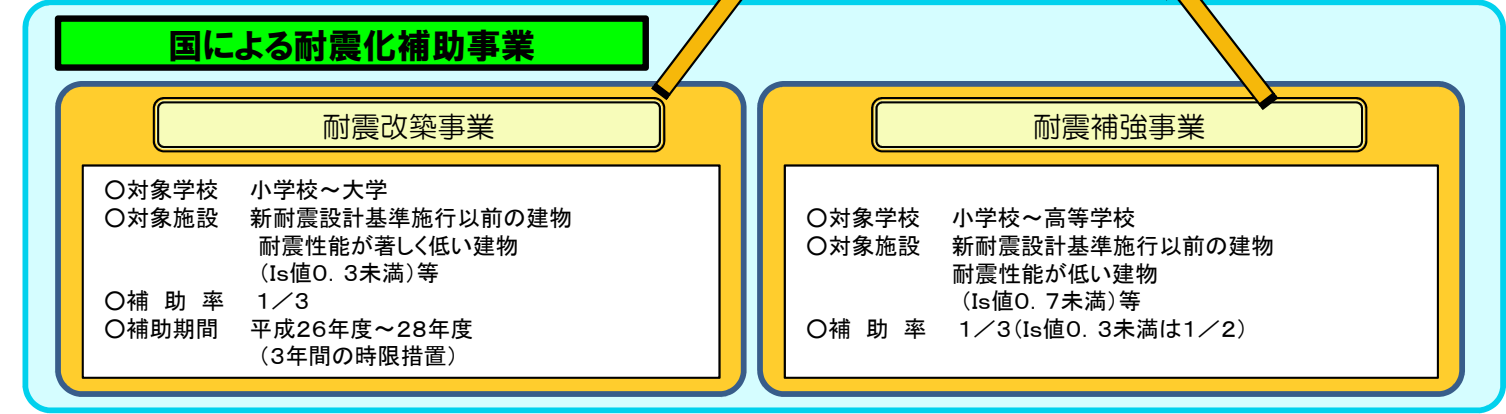 国による耐震化補助事業
耐震改築事業
〇対象学校　小学校～大学
〇対象施設　新耐震設計基準施行以前の建物
耐震性能が著しく低い建物
（Is値０．３未満）等
〇補　助　率　１／３
〇補助期間　平成２６年度～２８年度
（３年間の時限措置）
耐震補強事業
〇対象学校　小学校～高等学校
〇対象施設　新耐震設計基準施行以前の建物
耐震性能が低い建物
（Is値０．７未満）等
〇補　助　率　１／３（Is値０．３未満は１／２）